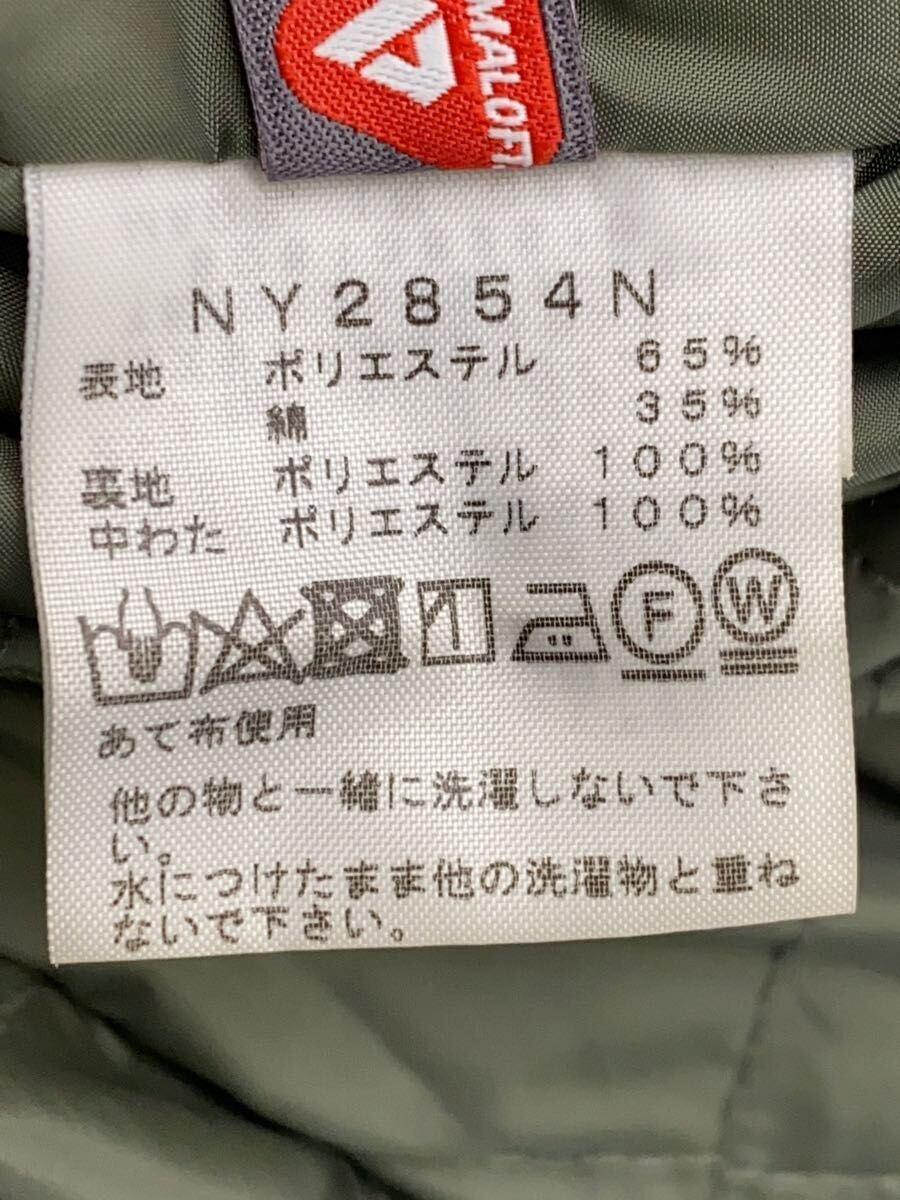 MALOFT
NY2854N
表地 ポリエステル 65%
綿 35%
裏地 ポリエステル 100%
中わた ポリエステル 100%
F W
あて布使用
他の物と一緒に洗濯しないで下さ
い。
水につけたまま他の洗濯物と重ね
ないで下さい。